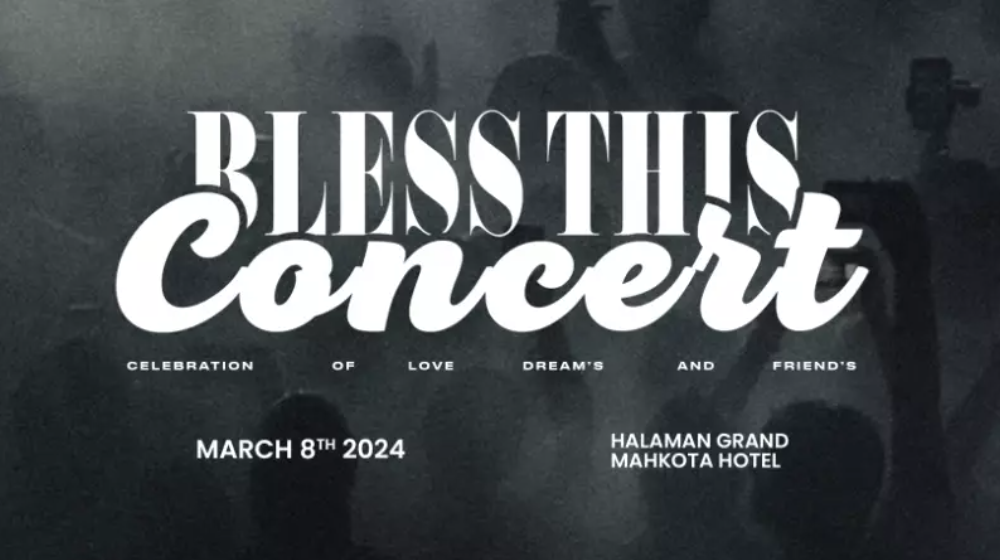 BLESS THIS
Concert
CELEBRATION OF LOVE DREAM'S AND FRIEND'S
MARCH 8TH 2024
HALAMAN GRAND
MAHKOTA HOTEL